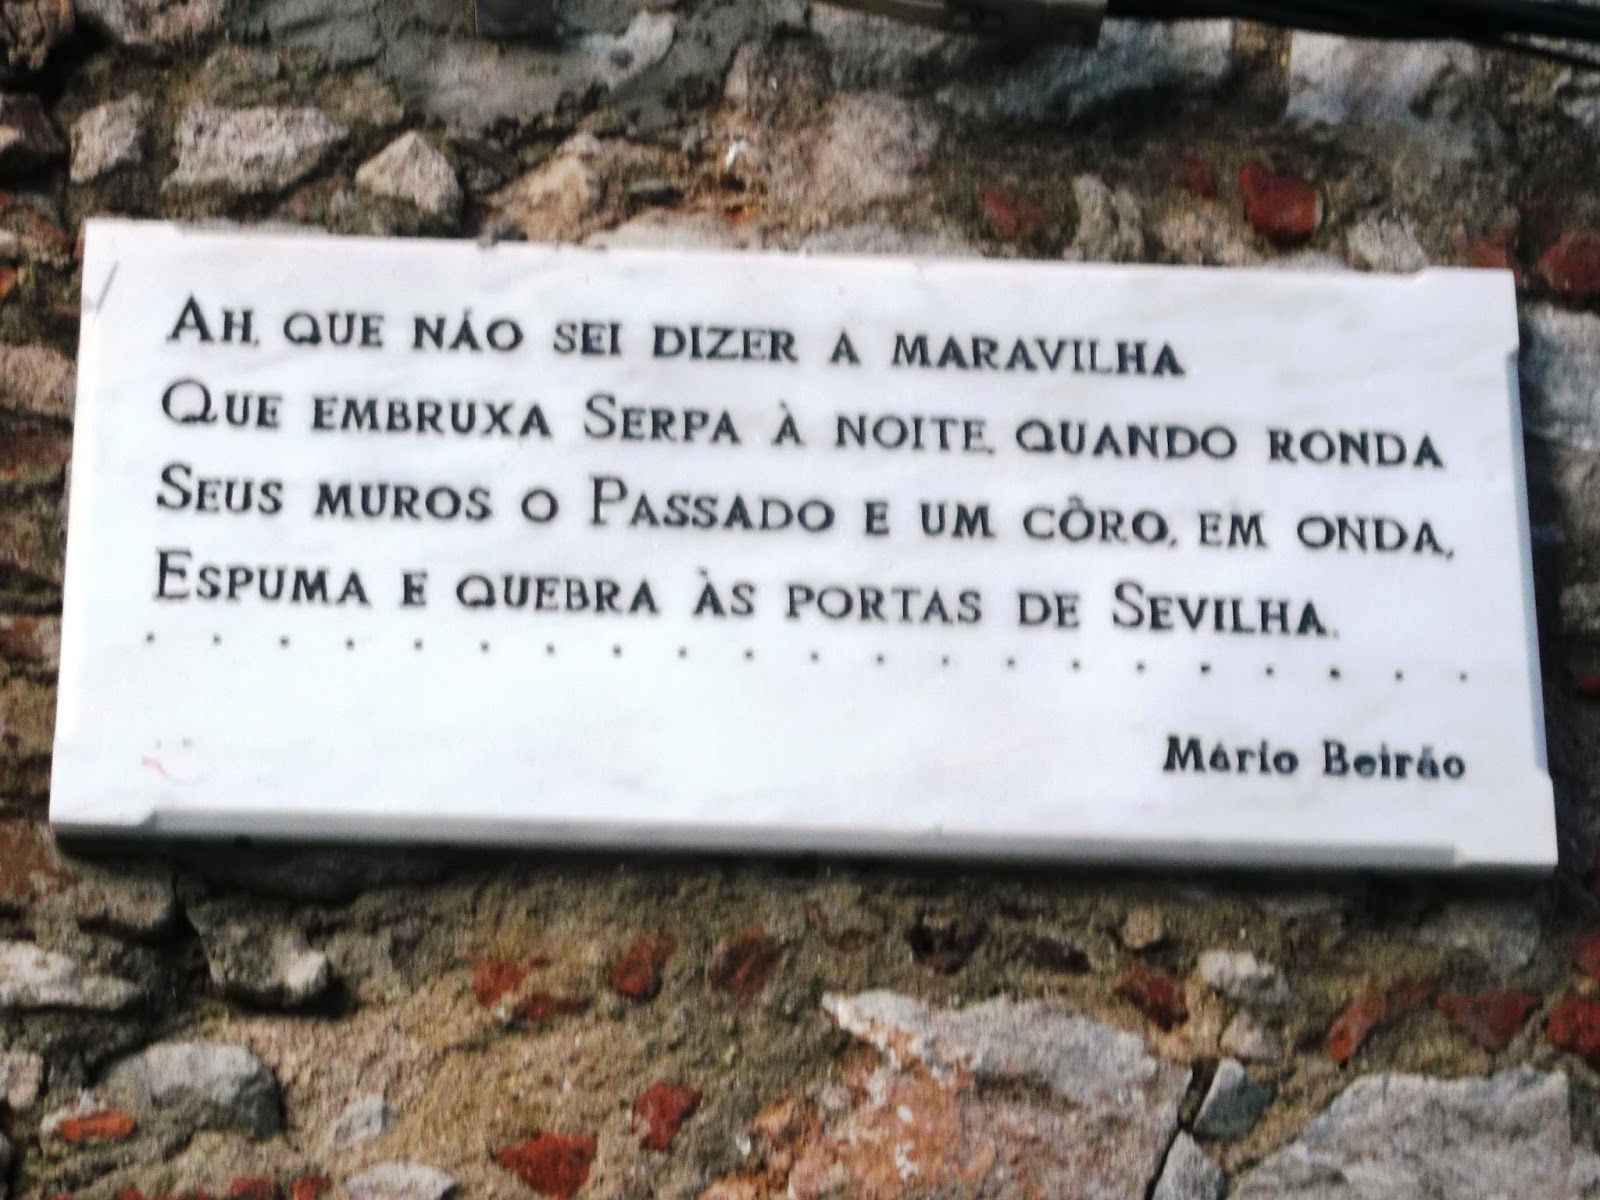 Ah, que não sei dizer a maravilha
Que embruxa Serpa à noite, quando ronda
Seus muros o Passado e um côro, em onda,
Espuma e quebra às portas de Sevilha.
. . . . . . . . . . . . . . . . . . . . .
Mário Beirão